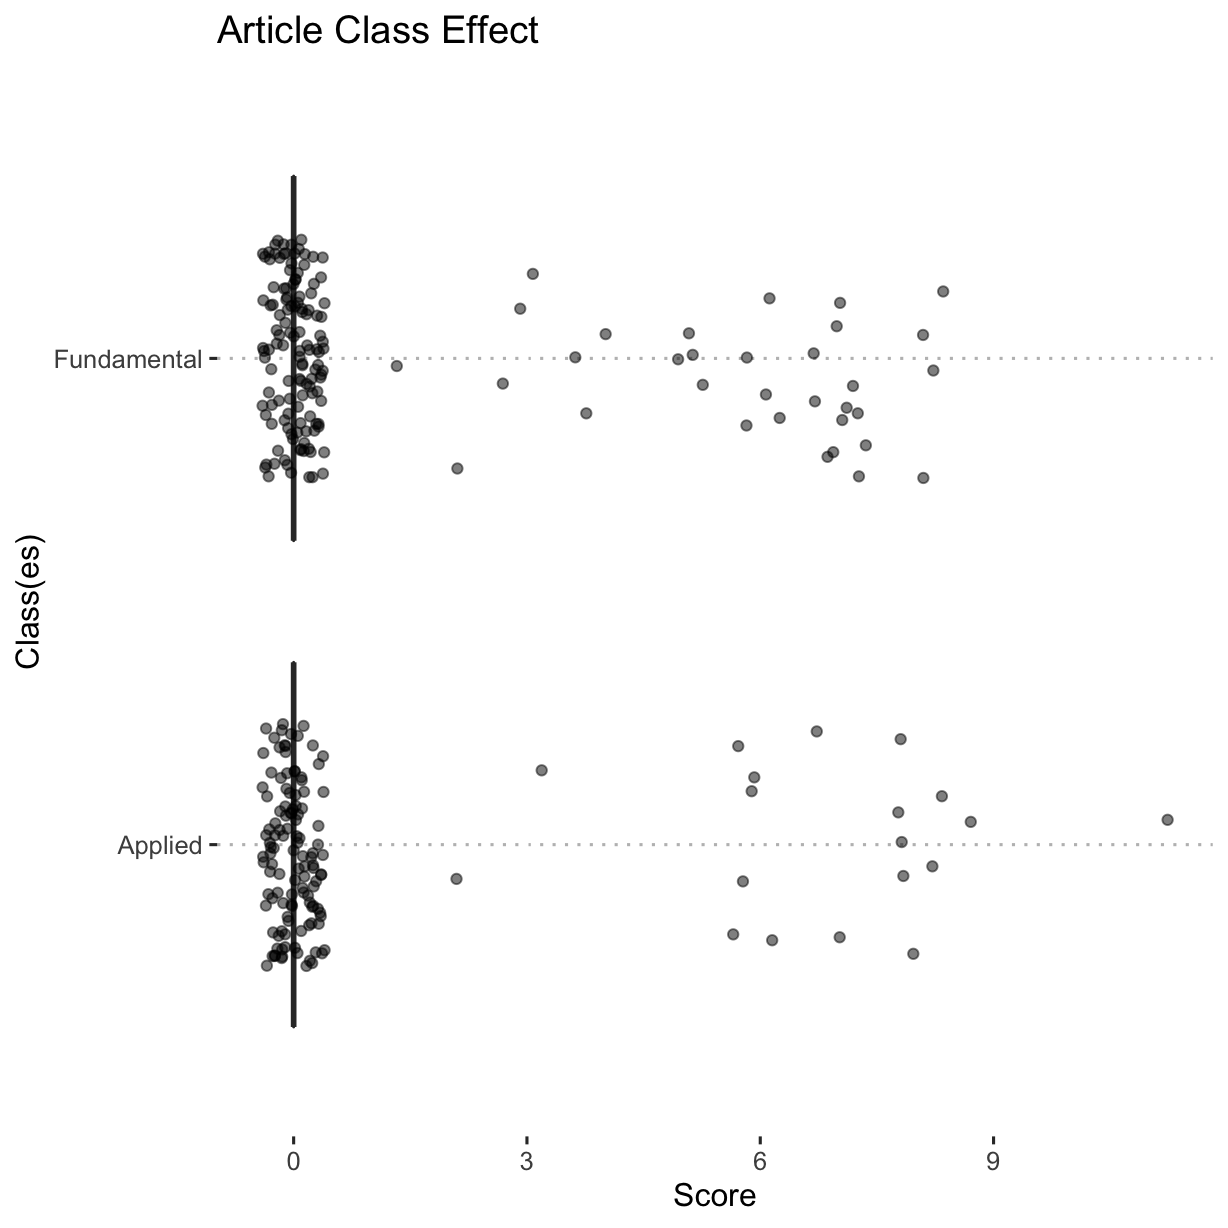 Article Class Effect
Class(es)
Fundamental
Applied
0 3 6 9
Score